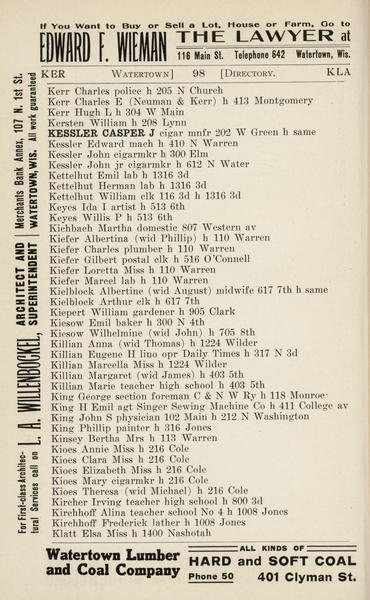 If You Want to Buy or Sell a Lot, House or Farm, Go to
EDWARD F. WIEMAN THE LAWYER at
116 Main St. Telephone 642 Watertown, Wis.
KER WATERTOWN] 98 [DIRECTORY. KLA
Kerr Charles police h 205 N Church
Kerr Charles E (Neuman & Kerr) h 413 Montgomery
Kerr Hugh L h 304 W Main
Kersten William h 208 Lynn
KESSLER CASPER J cigar mnfr 202 W Green h same
Kessler Edward mach h 410 N Warren
Kessler John cigarmkr h 300 Elm
Kessler John jr cigarmkr h 612 N Water
Kettelhut Emil lab h 1316 3d
Kettelhut Herman lab h 1316 3d
Kettelhut William clk 116 3d h 1316 3d
Keyes Ida I artist h 513 6th
Keyes Willis P h 513 6th
Kiehbach Martha domestic 807 Western av
Kiefer Albertina (wid Phillip) h 110 Warren
Kiefer Charles plumber h 110 Warren
Kiefer Gilbert postal clk h 516 O'Connell
Kiefer Loretta Miss h 110 Warren
Kiefer Marcel lab h 110 Warren
Kielblock Albertine (wid August) midwife 617 7th h same
Kielblock Arthur clk h 617 7th
Kiepert William gardener h 905 Clark
Kiesow Emil baker h 300 N 4th
Kiesow Wilhelmine (wid John) h 705 8th
Killian Anna (wid Thomas) h 1224 Wilder
Killian Eugene H lino opr Daily Times h 317 N 3d
Killian Marcella Miss h 1224 Wilder
Killian Margaret (wid James) h 403 5th
Killian Marie teacher high school h 403 5th
King George section foreman C & N W Ry h 118 Monroe
King H Emil agt Singer Sewing Machine Co h 411 College av
King John S physician 102 Main h 212 N Washington
King Phillip painter h 316 Jones
Kinsey Bertha Mrs h 113 Warren
Kioes Annie Miss h 216 Cole
Kioes Clara Miss h 216 Cole
Kioes Elizabeth Miss h 216 Cole
Kioes Mary cigarmkr h 216 Cole
Kioes Theresa (wid Michael) h 216 Cole
Kircher Irving teacher high school h 800 3d
Kirchhoff Alina teacher school No 4 h 1008 Jones
Kirchhoff Frederick lather h 1008 Jones
Klatt Elsa Miss h 1400 Nashotah
For First-class Architec-
tural Services call on L. A. WILLENBOCKEL, ARCHITECT AND
SUPERINTENDENT
Merchants Bank Annex, 107 N. 1st St.
WATERTOWN, WIS. All work guaranteed
Watertown Lumber
and Coal Company
ALL KINDS OF
HARD and SOFT COAL
Phone 50 401 Clyman St.